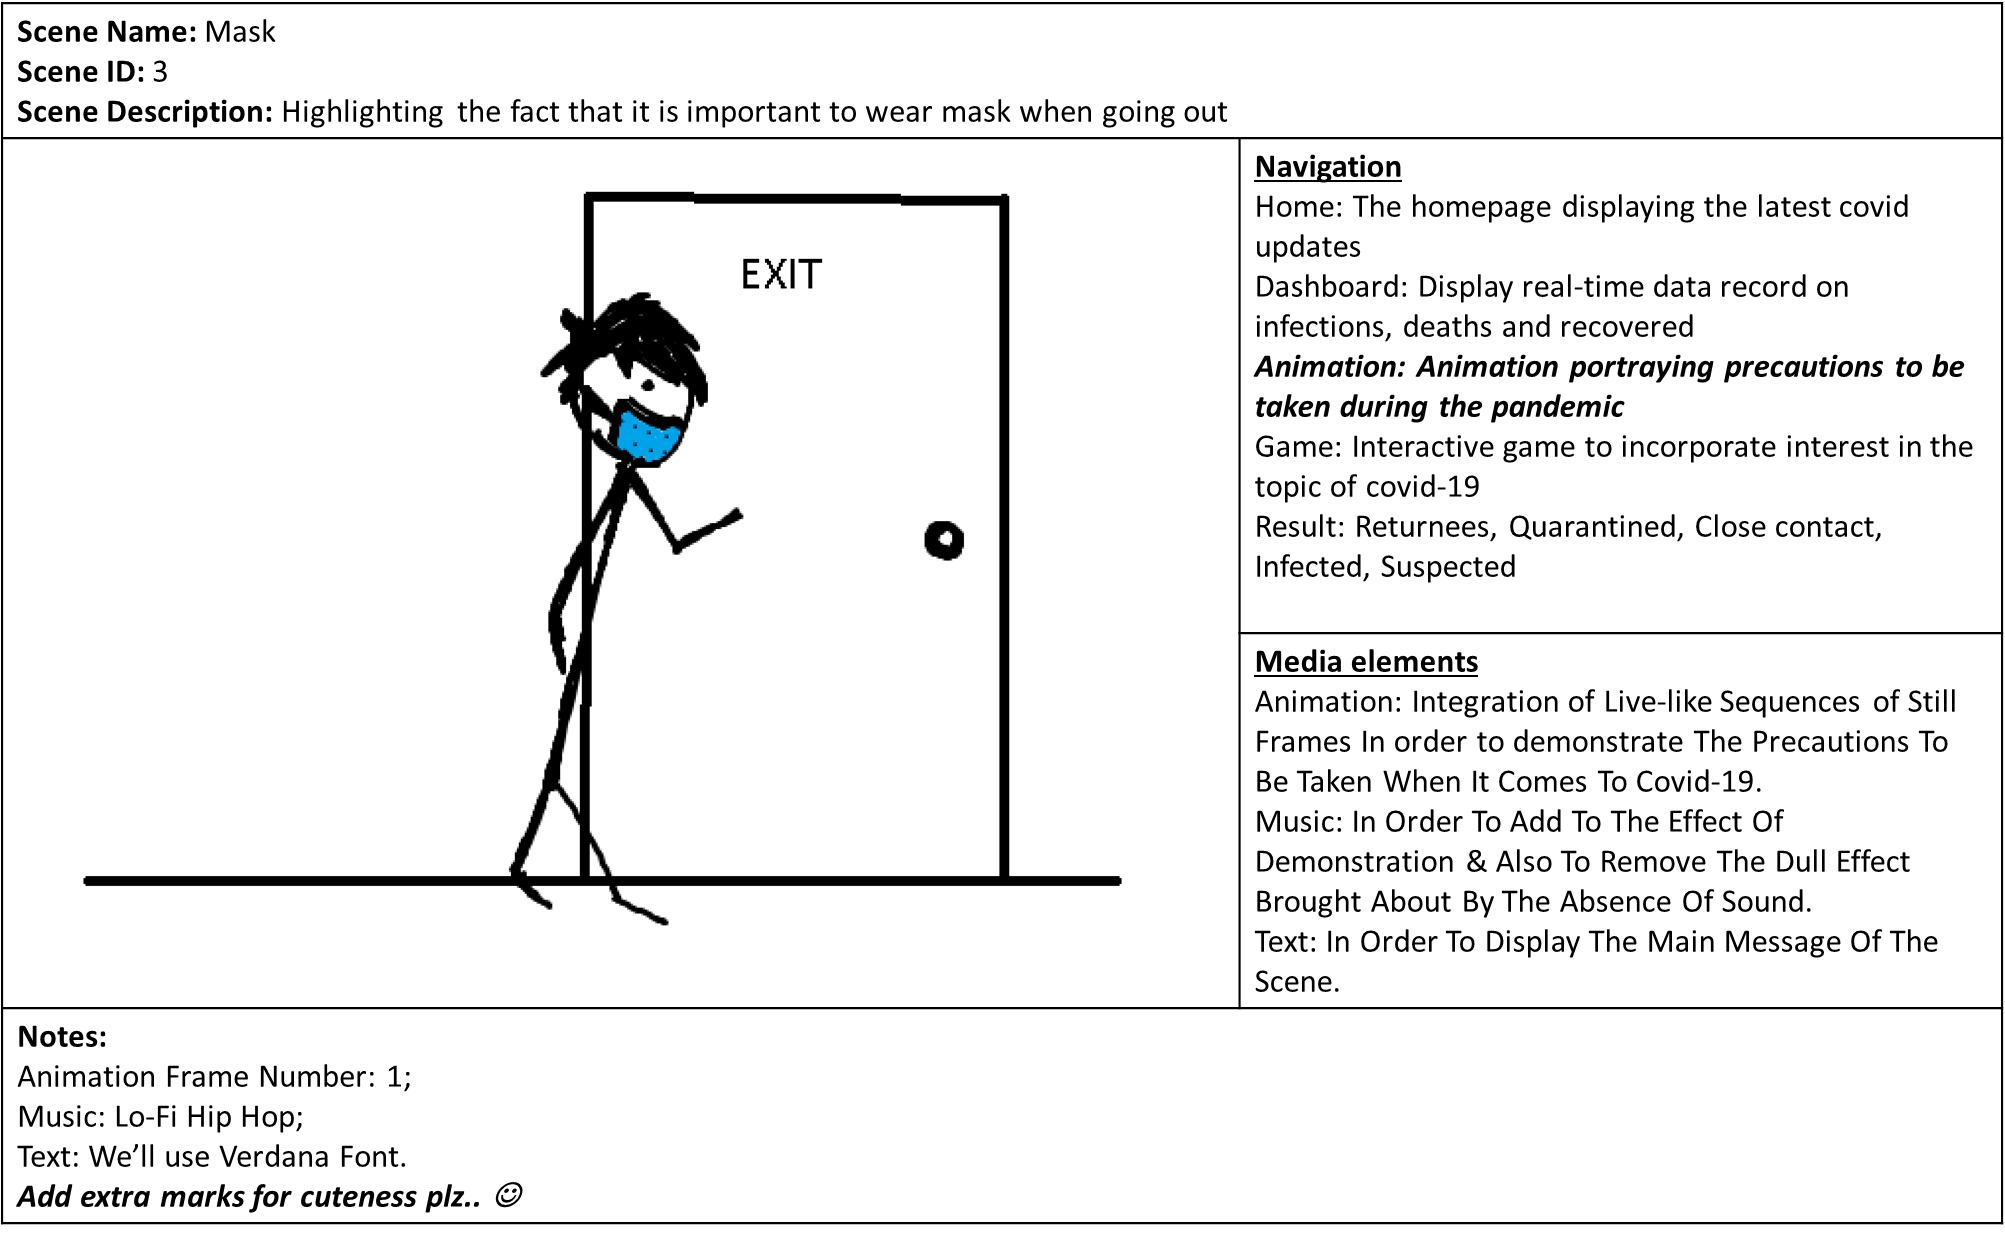 Scene Name: Mask
Scene ID: 3
Scene Description: Highlighting the fact that it is important to wear mask when going out
EXIT
Navigation
Home: The homepage displaying the latest covid
updates
Dashboard: Display real-time data record on
infections, deaths and recovered
Animation: Animation portraying precautions to be
taken during the pandemic
Game: Interactive game to incorporate interest in the
topic of covid-19
Result: Returnees, Quarantined, Close contact,
Infected, Suspected
Media elements
Animation: Integration of Live-like Sequences of Still
Frames In order to demonstrate The Precautions To
Be Taken When It Comes To Covid-19.
Music: In Order To Add To The Effect Of
Demonstration & Also To Remove The Dull Effect
Brought About By The Absence Of Sound.
Text: In Order To Display The Main Message Of The
Scene.
Notes:
Animation Frame Number: 1;
Music: Lo-Fi Hip Hop;
Text: We’ll use Verdana Font.
Add extra marks for cuteness plz.. ☺